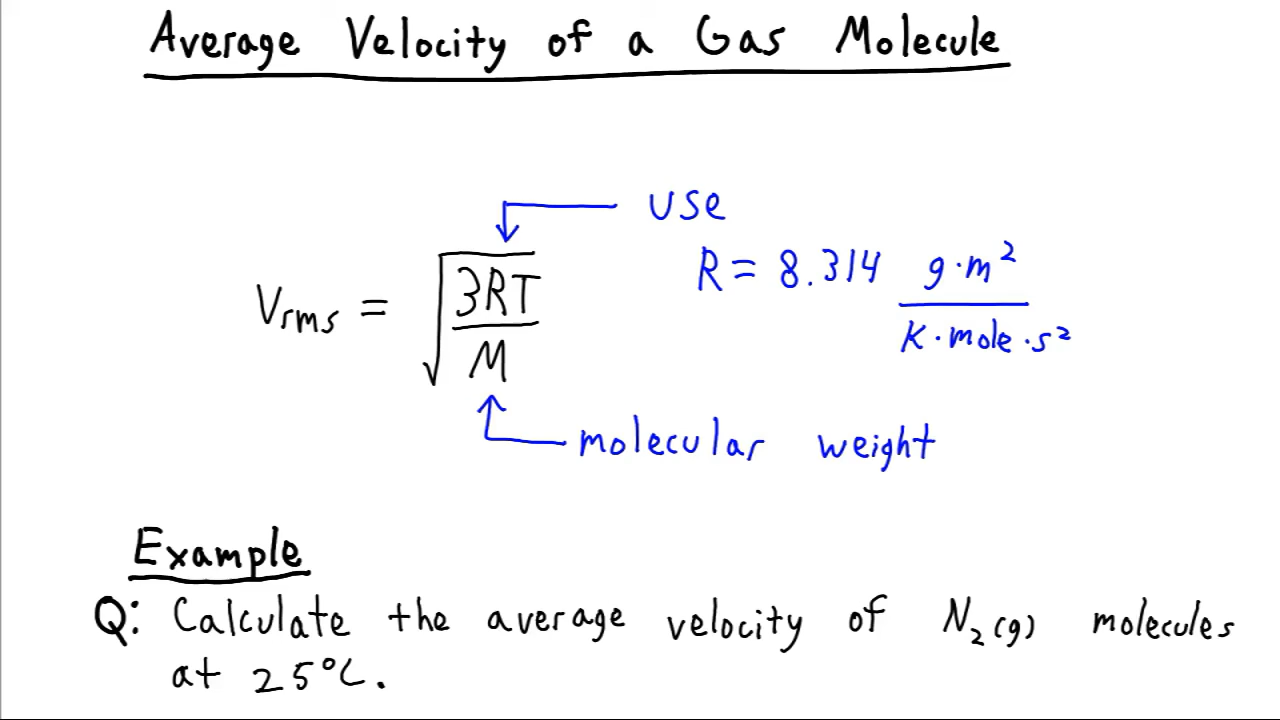 Average Velocity of a Gas Molecule
use
R = 8.314 g·m² / K·mole·s²
Vrms = √(3RT / M)
molecular weight
Example
Q: Calculate the average velocity of N₂(g) molecules
at 25°C.